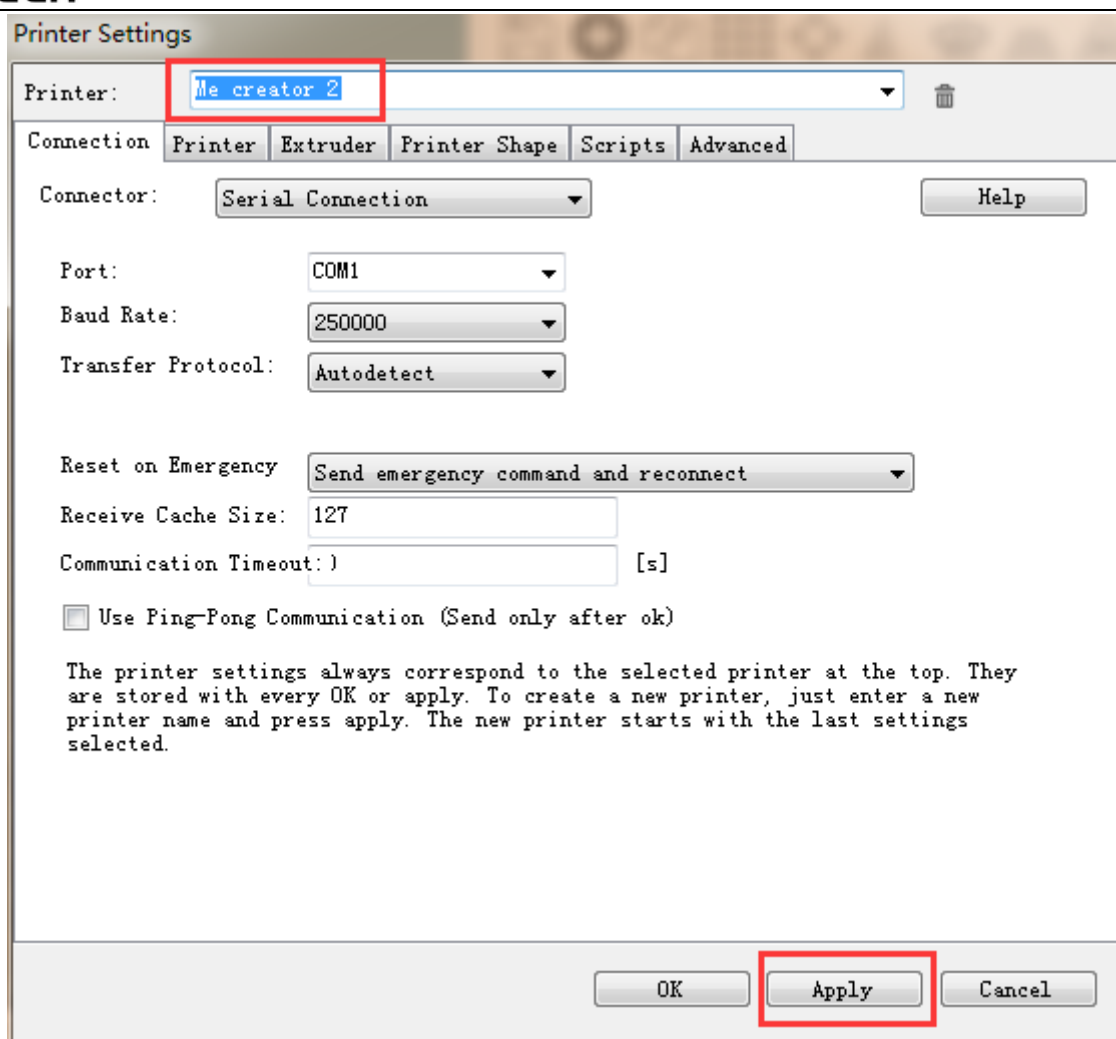 Printer Settings
Printer: Me creator 2
Connection Printer Extruder Printer Shape Scripts Advanced
Connector: Serial Connection Help
Port: COM1
Baud Rate: 250000
Transfer Protocol: Autodetect
Reset on Emergency Send emergency command and reconnect
Receive Cache Size: 127
Communication Timeout:) [s]
Use Ping-Pong Communication (Send only after ok)
The printer settings always correspond to the selected printer at the top. They
are stored with every OK or apply. To create a new printer, just enter a new
printer name and press apply. The new printer starts with the last settings
selected.
OK Apply Cancel